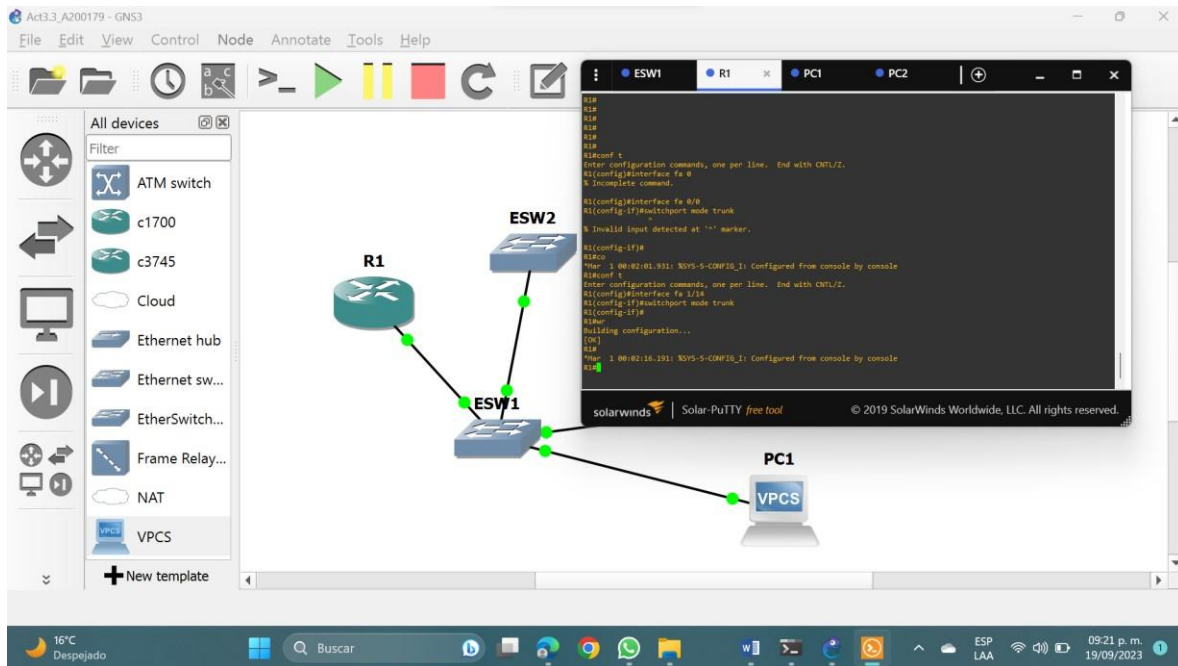 Act3.3_A200179 - GNS3
File Edit View Control Node Annotate Tools Help
All devices
Filter
ATM switch
c1700
c3745
Cloud
Ethernet hub
Ethernet sw...
EtherSwitch...
Frame Relay...
NAT
VPCS
VPCS
New template
R1
ESW2
ESW1
PC1
VPCS
ESW1 R1 PC1 PC2
R1#
R1#
R1#
R1#
R1#
R1#
R1#conf t
Enter configuration commands, one per line. End with CNTL/Z.
R1(config)#interface fa 0
% Incomplete command.
R1(config)#interface fa 0/0
R1(config-if)#switchport mode trunk
^
% Invalid input detected at '^' marker.
R1(config-if)#
R1#co
*Mar 1 00:02:01.931: %SYS-5-CONFIG_I: Configured from console by console
R1#conf t
Enter configuration commands, one per line. End with CNTL/Z.
R1(config)#interface fa 1/14
R1(config-if)#switchport mode trunk
R1(config-if)#
R1#wr
Building configuration...
[OK]
R1#
*Mar 1 00:02:16.191: %SYS-5-CONFIG_I: Configured from console by console
R1#
solarwinds Solar-PuTTY free tool © 2019 SolarWinds Worldwide, LLC. All rights reserved.
16°C
Despejado
Buscar
ESP
LAA
09:21 p. m.
19/09/2023
1